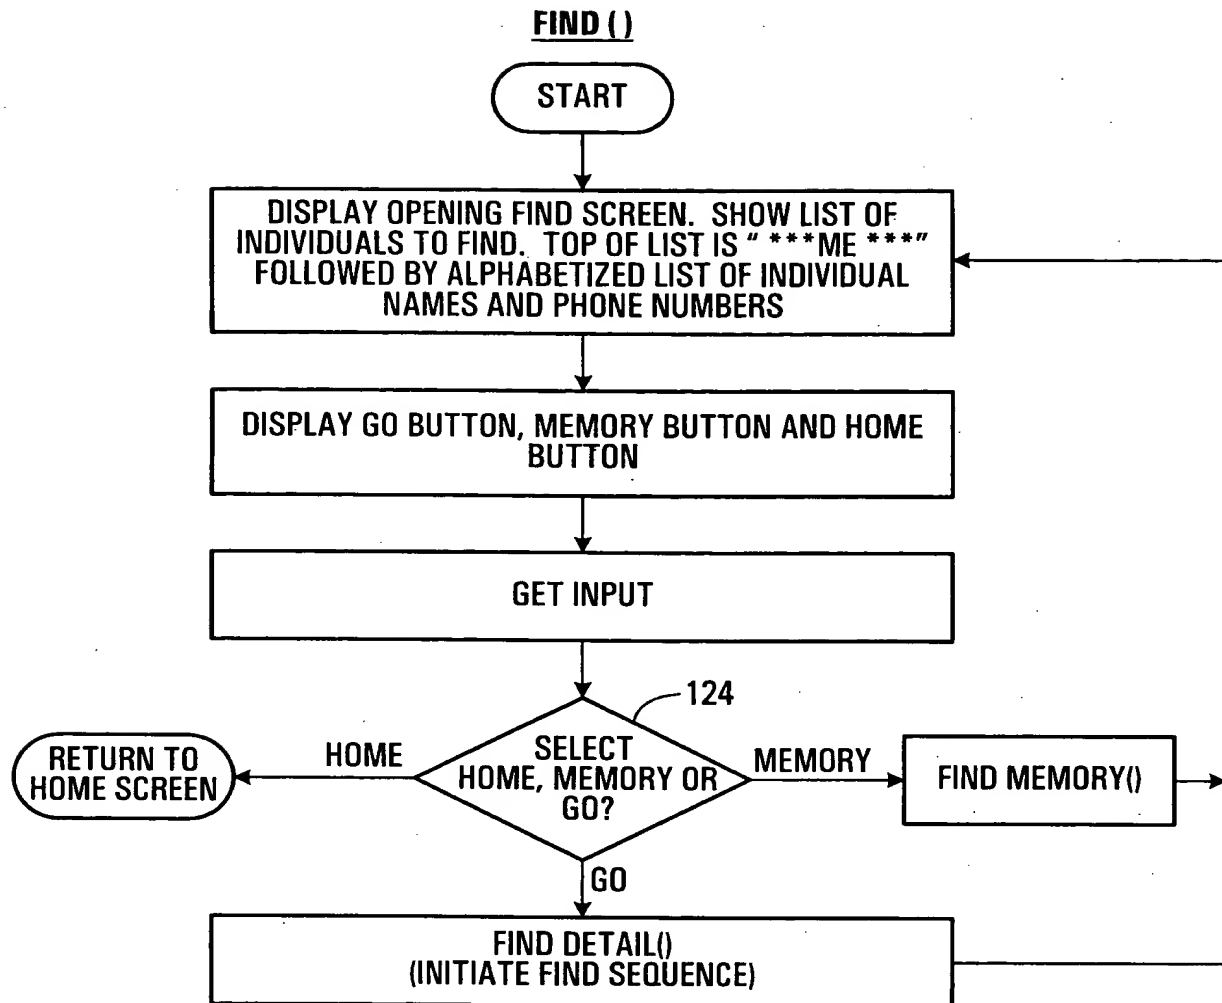 FIND ( )
START
DISPLAY OPENING FIND SCREEN. SHOW LIST OF
INDIVIDUALS TO FIND. TOP OF LIST IS “ ***ME ***”
FOLLOWED BY ALPHABETIZED LIST OF INDIVIDUAL
NAMES AND PHONE NUMBERS
DISPLAY GO BUTTON, MEMORY BUTTON AND HOME
BUTTON
GET INPUT
124
SELECT
HOME, MEMORY OR
GO?
HOME
RETURN TO
HOME SCREEN
MEMORY
FIND MEMORY()
GO
FIND DETAIL()
(INITIATE FIND SEQUENCE)